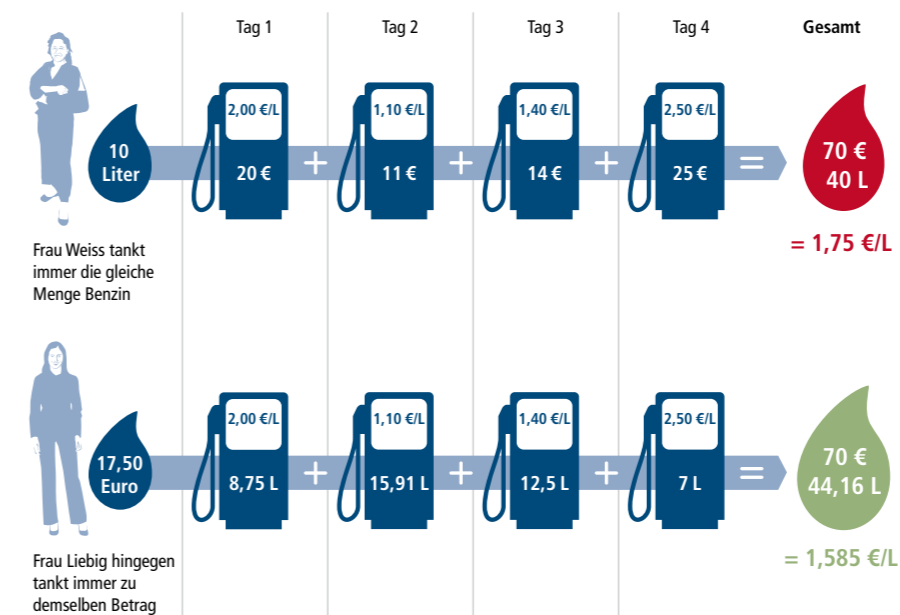 Tag 1
Tag 2
Tag 3
Tag 4
Gesamt
10
Liter
2,00 €/L
20 €
+
1,10 €/L
11 €
+
1,40 €/L
14 €
+
2,50 €/L
25 €
=
70 €
40 L
= 1,75 €/L
Frau Weiss tankt
immer die gleiche
Menge Benzin
17,50
Euro
2,00 €/L
8,75 L
+
1,10 €/L
15,91 L
+
1,40 €/L
12,5 L
+
2,50 €/L
7 L
=
70 €
44,16 L
= 1,585 €/L
Frau Liebig hingegen
tankt immer zu
demselben Betrag